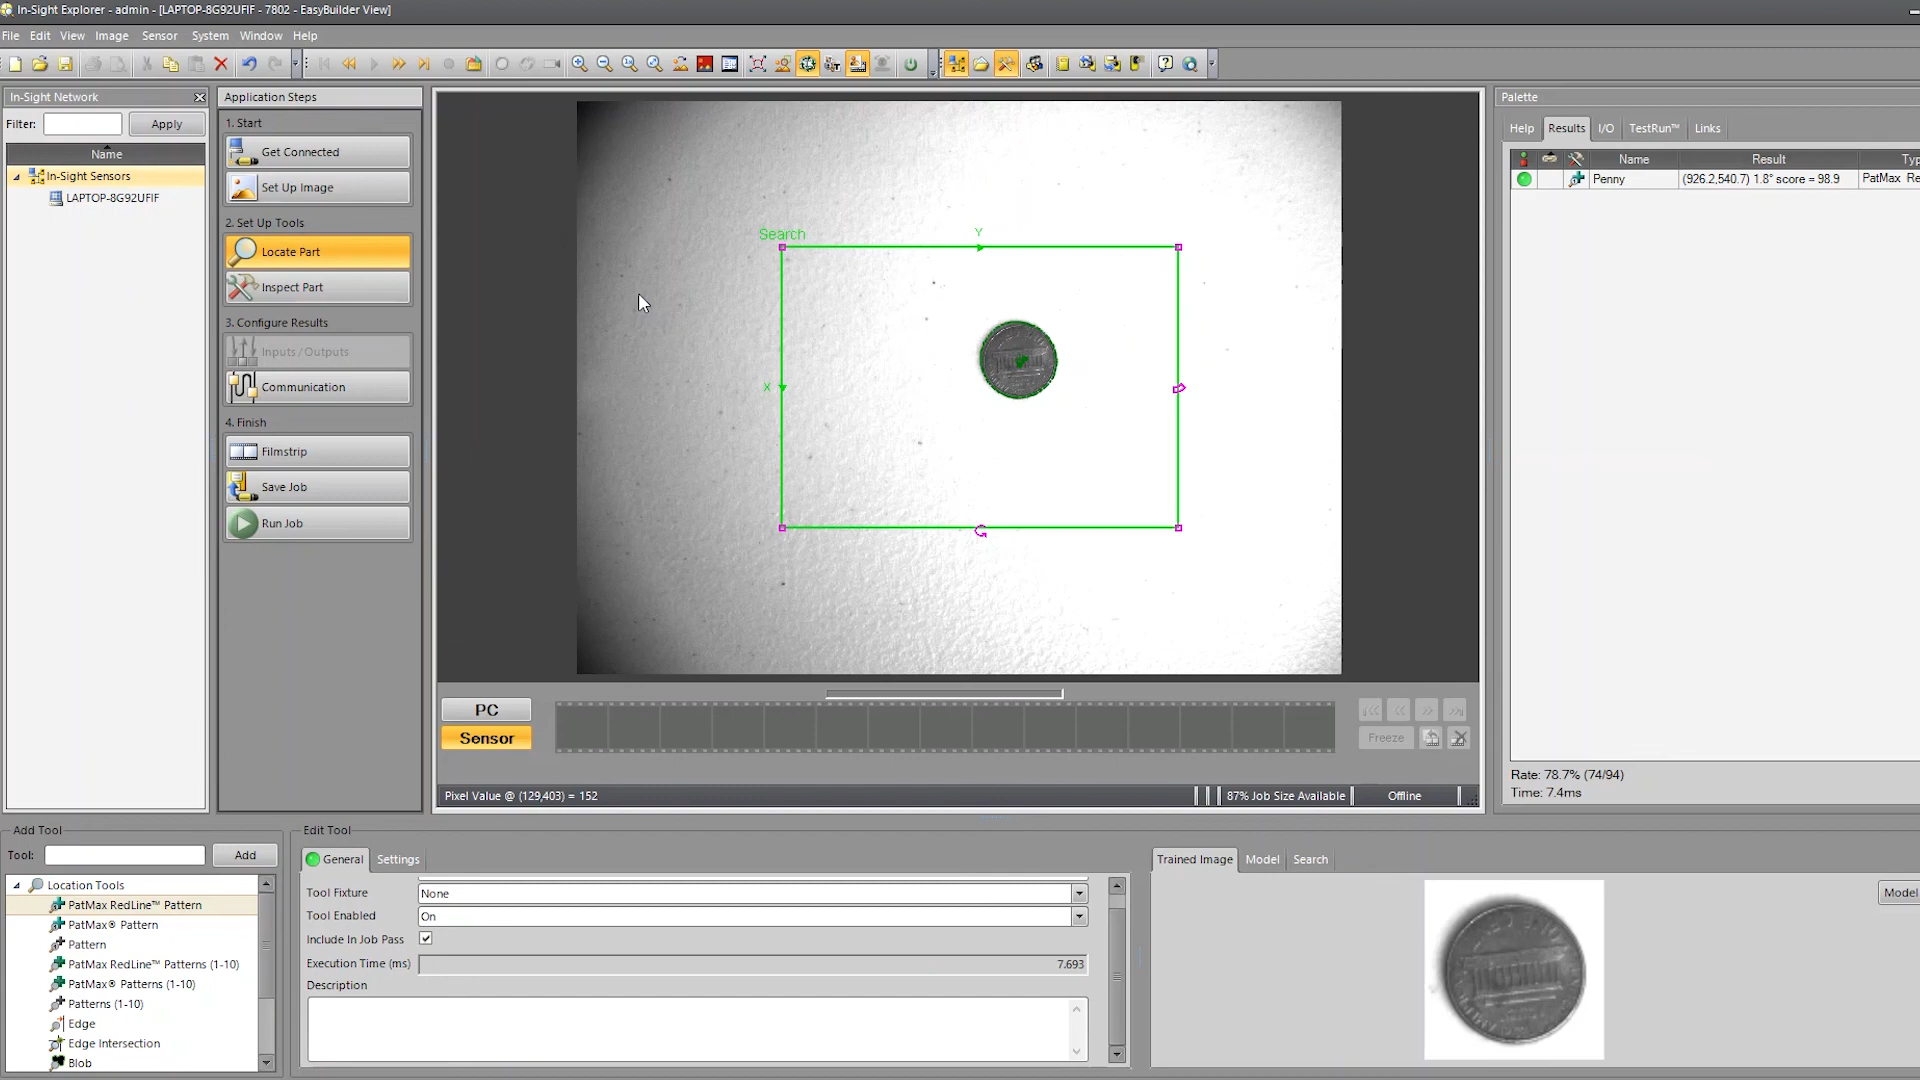 In-Sight Explorer - admin - [LAPTOP-8G92UFIF - 7802 - EasyBuilder View]
File Edit View Image Sensor System Window Help
In-Sight Network
Filter:
Apply
Name
In-Sight Sensors
LAPTOP-8G92UFIF
Application Steps
1. Start
Get Connected
Set Up Image
2. Set Up Tools
Locate Part
Inspect Part
3. Configure Results
Inputs/Outputs
Communication
4. Finish
Filmstrip
Save Job
Run Job
Search
Y
X
PC
Sensor
Freeze
Pixel Value @ (129,403) = 152
87% Job Size Available
Offline
Palette
Help Results I/O TestRun™ Links
Name Result Typ
Penny (926.2,540.7) 1.8° score = 98.9 PatMax Re
Rate: 78.7% (74/94)
Time: 7.4ms
Add Tool
Tool:
Add
Location Tools
PatMax RedLine™ Pattern
PatMax® Pattern
Pattern
PatMax RedLine™ Patterns (1-10)
PatMax® Patterns (1-10)
Patterns (1-10)
Edge
Edge Intersection
Blob
Edit Tool
General Settings
Tool Fixture None
Tool Enabled On
Include In Job Pass
Execution Time (ms) 7.693
Description
Trained Image Model Search
Model